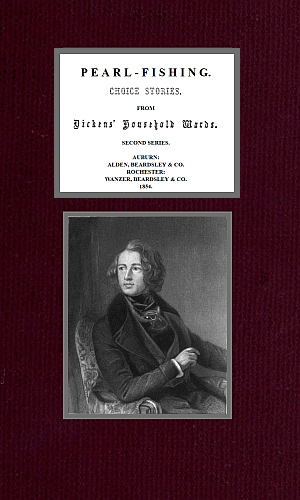 PEARL-FISHING.
CHOICE STORIES.
FROM
Dickens' Household Words.
SECOND SERIES.
AUBURN:
ALDEN, BEARDSLEY & CO.
ROCHESTER:
WANZER, BEARDSLEY & CO.
1854.